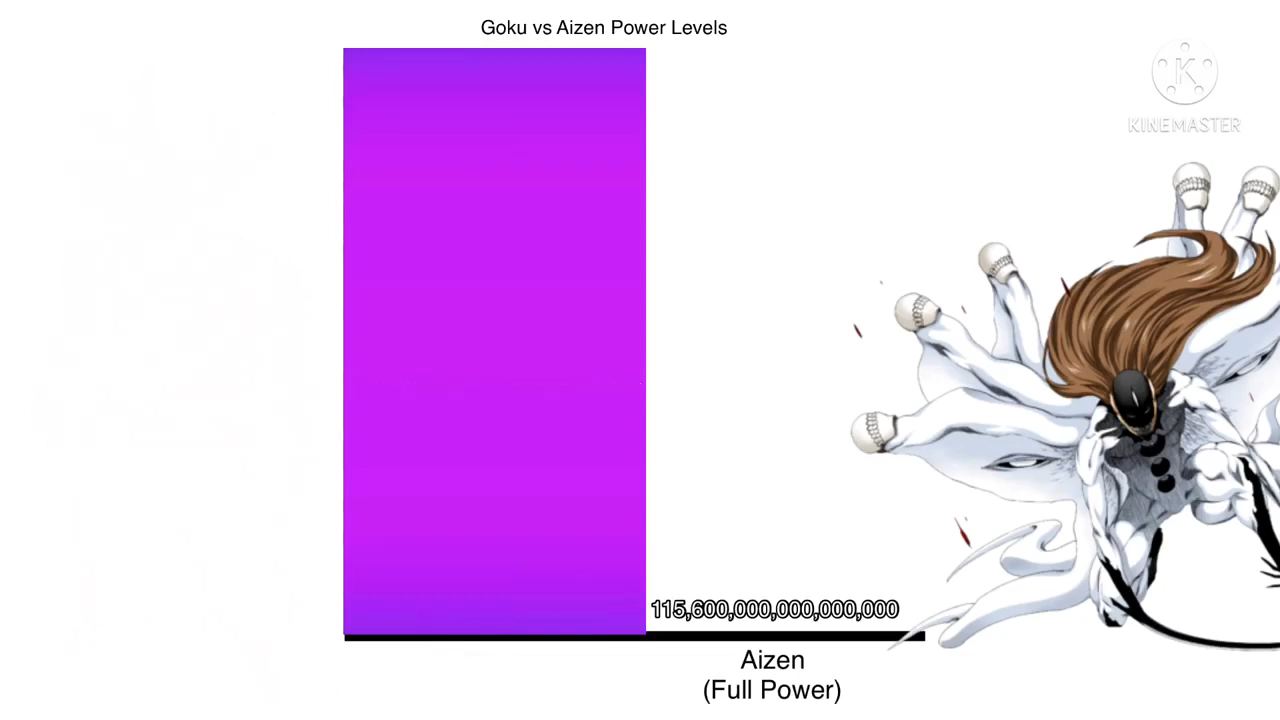 Goku vs Aizen Power Levels
K
KINEMASTER
115,600,000,000,000,000
Aizen
(Full Power)